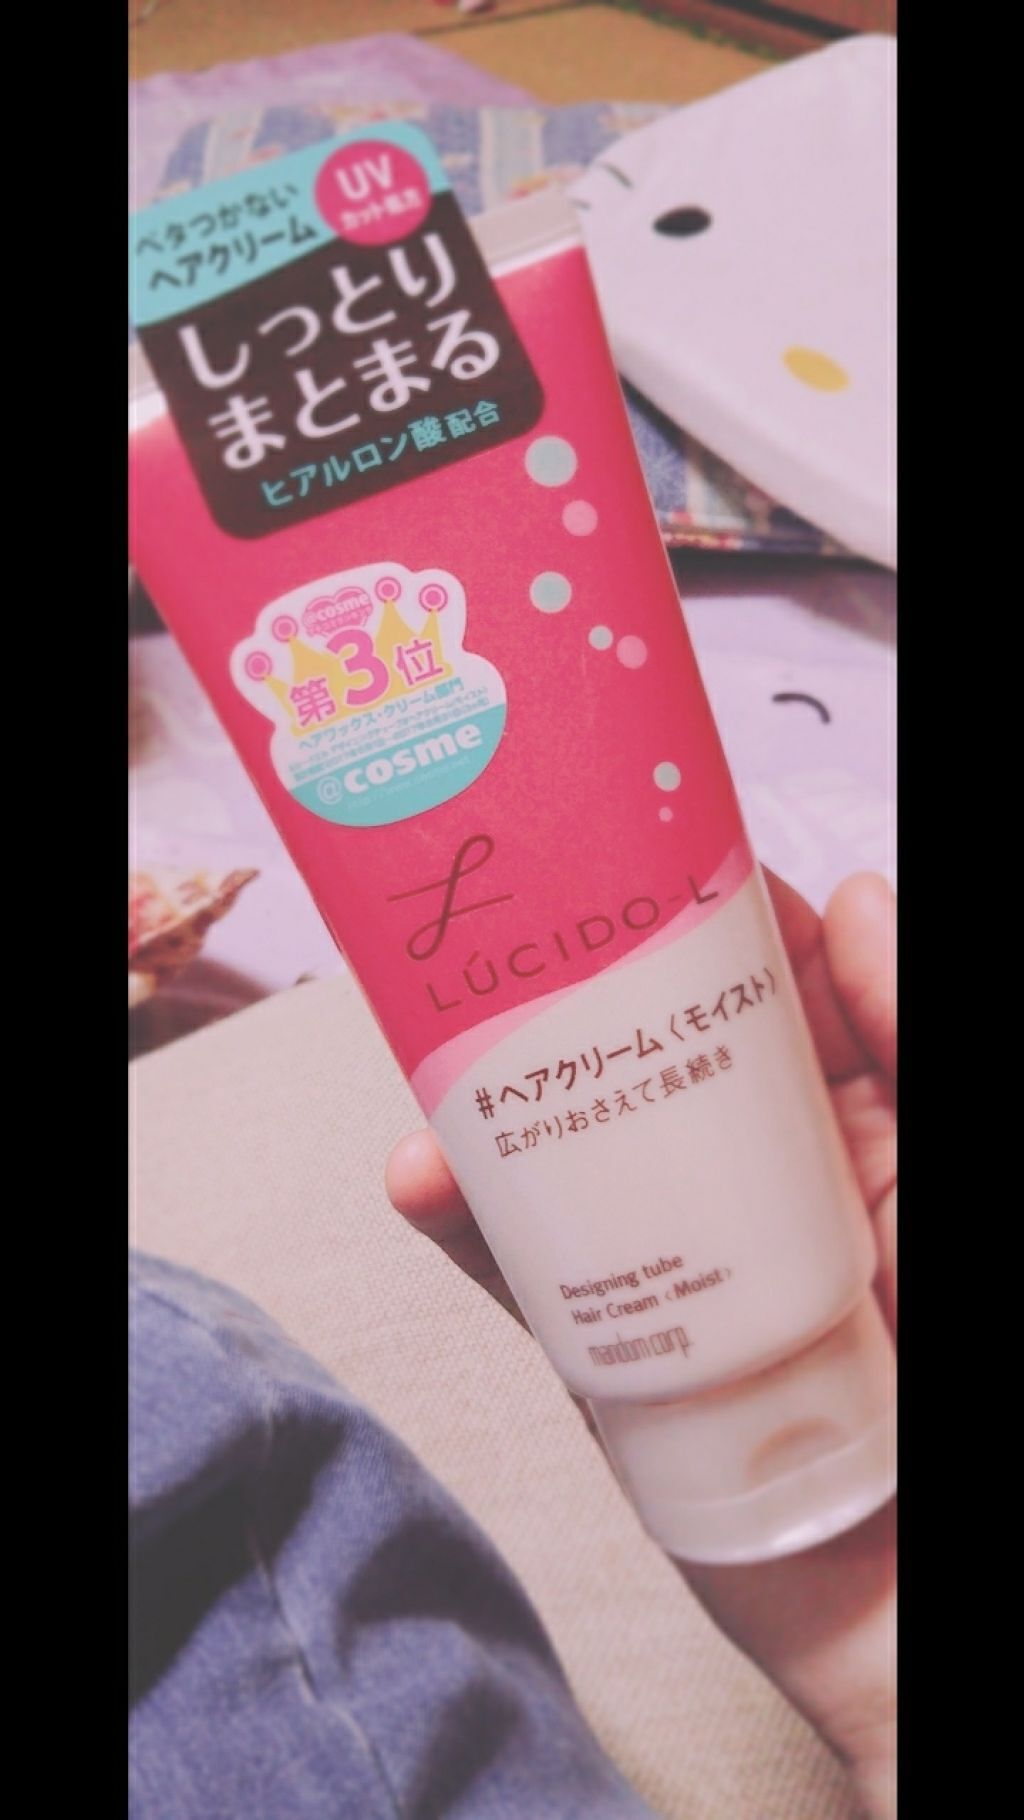 UV
カット処方
ベタつかない
ヘアクリーム
しっとり
まとまる
ヒアルロン酸配合
@cosme
第3位
ヘアワックス・クリーム部門
@cosme
LÚCIDO-L
#ヘアクリーム〈モイスト〉
広がりおさえて長続き
Designing tube
Hair Cream〈Moist〉
mandom corp.